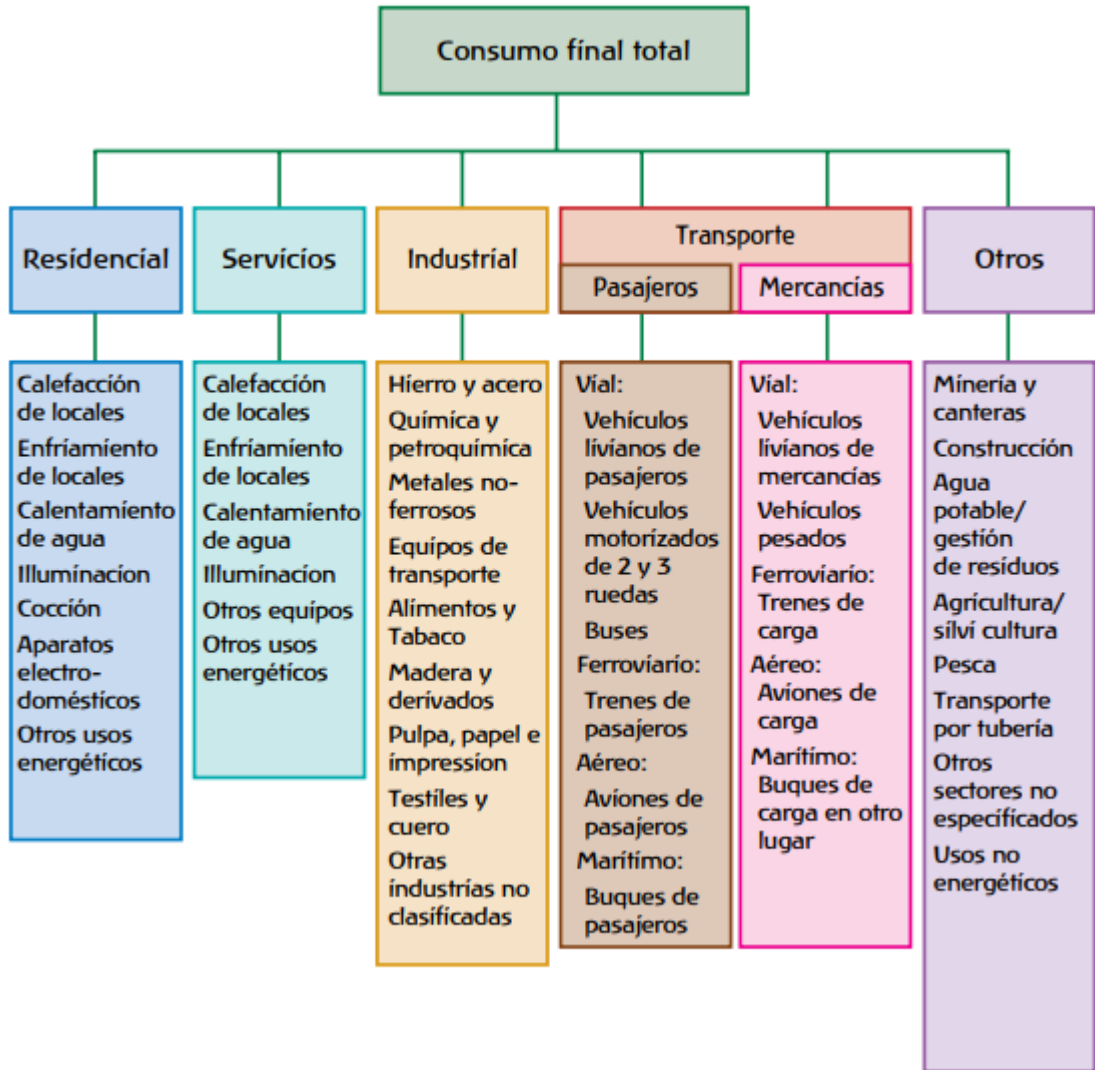 Consumo final total
Residencial
Servicios
Industrial
Transporte
Pasajeros
Mercancías
Otros
Calefacción
de locales
Enfriamiento
de locales
Calentamiento
de agua
Illuminacion
Cocción
Aparatos
electro-
domésticos
Otros usos
energéticos
Calefacción
de locales
Enfriamiento
de locales
Calentamiento
de agua
Illuminacion
Otros equipos
Otros usos
energéticos
Hierro y acero
Química y
petroquímica
Metales no-
ferrosos
Equipos de
transporte
Alimentos y
Tabaco
Madera y
derivados
Pulpa, papel e
impression
Testiles y
cuero
Otras
industrias no
clasificadas
Vial:
Vehículos
livianos de
pasajeros
Vehículos
motorizados
de 2 y 3
ruedas
Buses
Ferroviario:
Trenes de
pasajeros
Aéreo:
Aviones de
pasajeros
Marítimo:
Buques de
pasajeros
Vial:
Vehículos
livianos de
mercancías
Vehículos
pesados
Ferroviario:
Trenes de
carga
Aéreo:
Aviones de
carga
Marítimo:
Buques de
carga en otro
lugar
Minería y
canteras
Construcción
Agua
potable/
gestión
de residuos
Agricultura/
silvi cultura
Pesca
Transporte
por tubería
Otros
sectores no
especificados
Usos no
energéticos